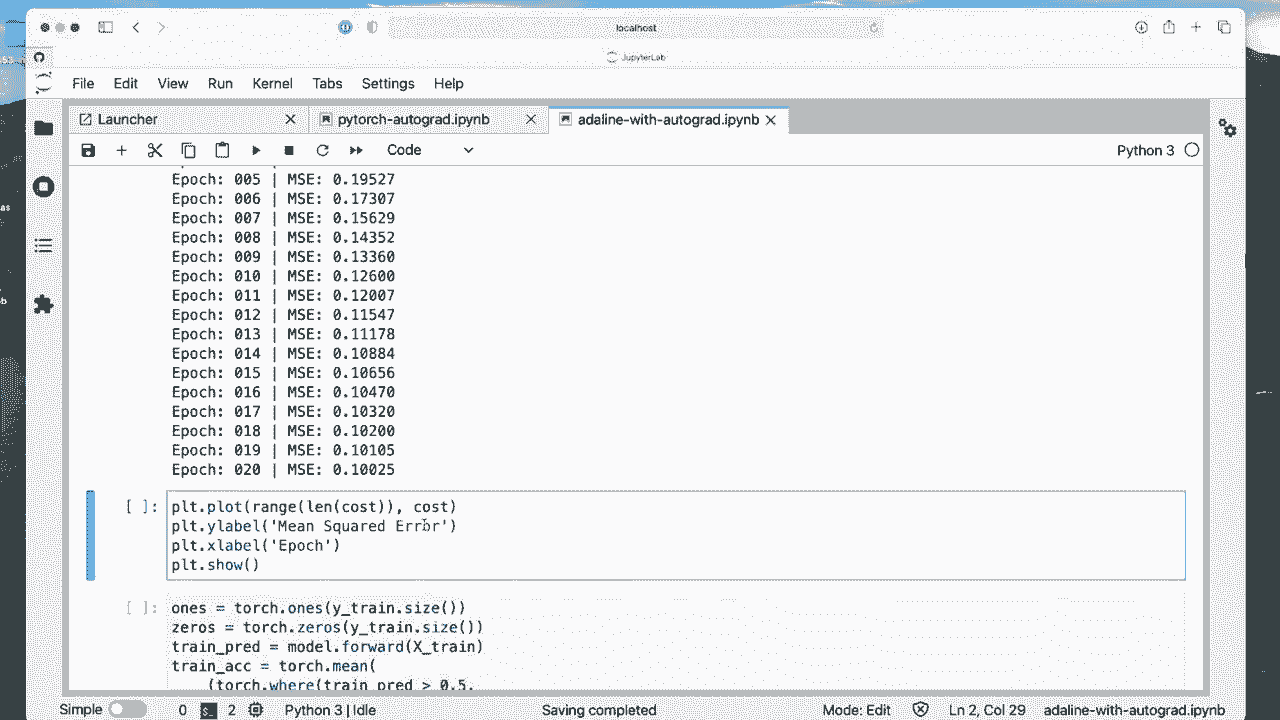 localhost
JupyterLab
File Edit View Run Kernel Tabs Settings Help
Launcher pytorch-autograd.ipynb adaline-with-autograd.ipynb
Code Python 3
Epoch: 005 | MSE: 0.19527
Epoch: 006 | MSE: 0.17307
Epoch: 007 | MSE: 0.15629
Epoch: 008 | MSE: 0.14352
Epoch: 009 | MSE: 0.13360
Epoch: 010 | MSE: 0.12600
Epoch: 011 | MSE: 0.12007
Epoch: 012 | MSE: 0.11547
Epoch: 013 | MSE: 0.11178
Epoch: 014 | MSE: 0.10884
Epoch: 015 | MSE: 0.10656
Epoch: 016 | MSE: 0.10470
Epoch: 017 | MSE: 0.10320
Epoch: 018 | MSE: 0.10200
Epoch: 019 | MSE: 0.10105
Epoch: 020 | MSE: 0.10025
[ ]: plt.plot(range(len(cost)), cost)
plt.ylabel('Mean Squared Error')
plt.xlabel('Epoch')
plt.show()
[ ]: ones = torch.ones(y_train.size())
zeros = torch.zeros(y_train.size())
train_pred = model.forward(X_train)
train_acc = torch.mean(
(torch.where(train_pred > 0.5,
Simple 0 2 Python 3 | Idle Saving completed Mode: Edit Ln 2, Col 29 adaline-with-autograd.ipynb